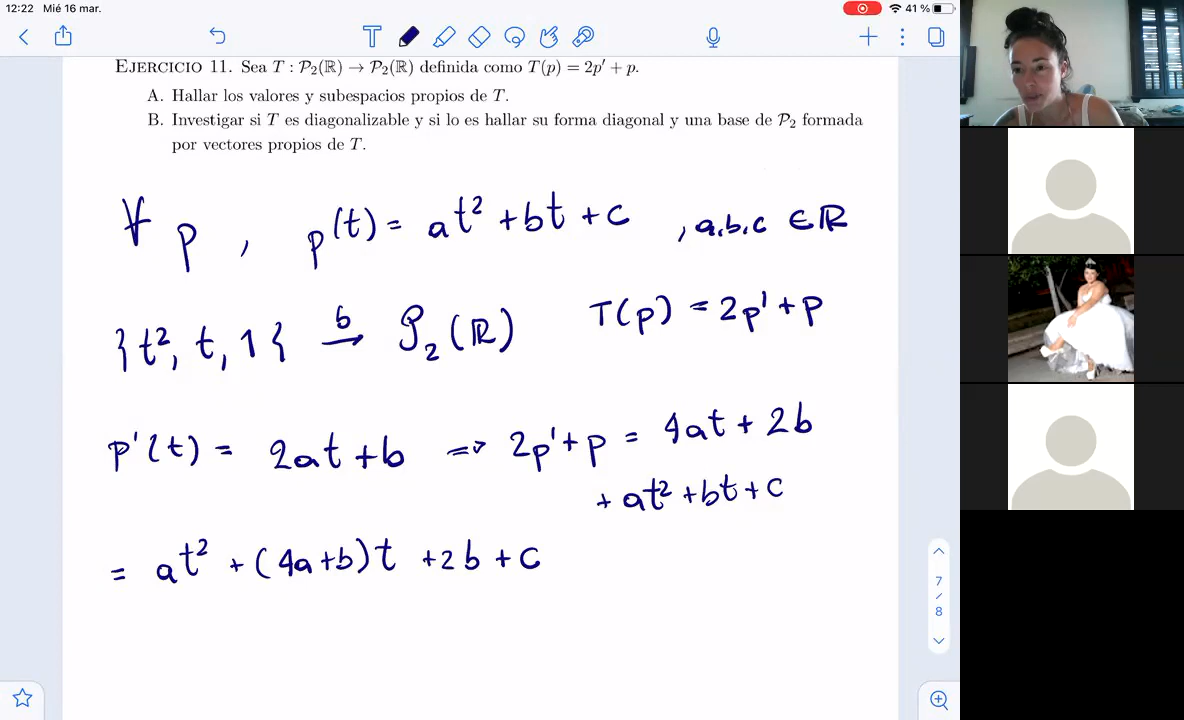 12:22 Mié 16 mar.
41 %
EJERCICIO 11. Sea T : P₂(ℝ) → P₂(ℝ) definida como T(p) = 2p′ + p.
A. Hallar los valores y subespacios propios de T.
B. Investigar si T es diagonalizable y si lo es hallar su forma diagonal y una base de P₂ formada
por vectores propios de T.
∀ p , p(t) = at² + bt + c , a,b,c ∈ ℝ
{t², t, 1} →ᵇ P₂(ℝ) T(p) = 2p' + p
p'(t) = 2at + b => 2p' + p = 4at + 2b
+ at² + bt + c
= at² + (4a+b)t + 2b + c
7
/
8